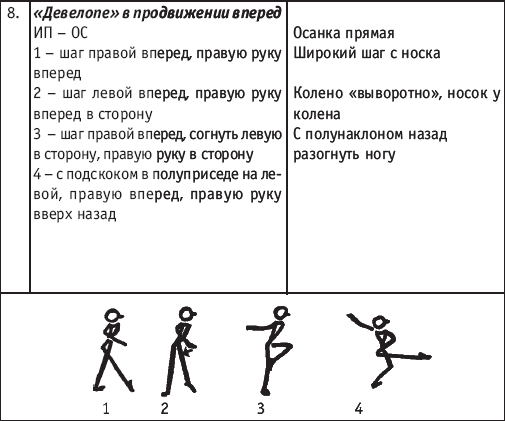 8. «Девелопе» в продвижении вперед
ИП – ОС
1 – шаг правой вперед, правую руку
вперед
2 – шаг левой вперед, правую руку
вперед в сторону
3 – шаг правой вперед, согнуть левую
в сторону, правую руку в сторону
4 – с подскоком в полуприседе на ле-
вой, правую вперед, правую руку
вверх назад
Осанка прямая
Широкий шаг с носка
Колено «выворотно», носок у
колена
С полунаклоном назад
разогнуть ногу
1 2 3 4